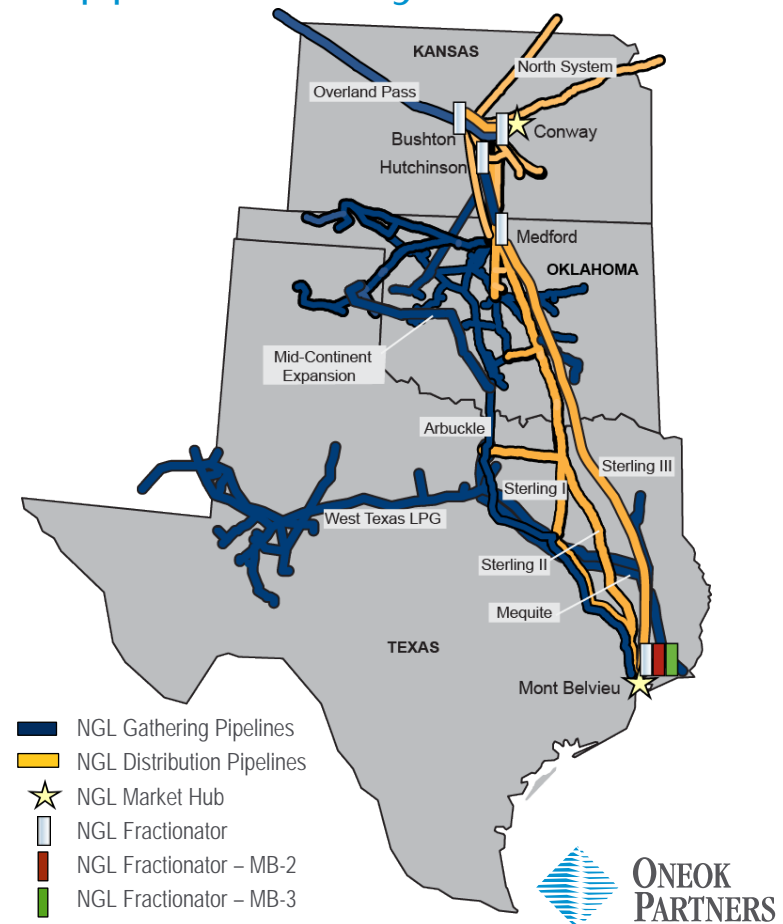 KANSAS
North System
Overland Pass
Bushton
Conway
Hutchinson
Medford
OKLAHOMA
Mid-Continent
Expansion
Arbuckle
Sterling III
Sterling I
West Texas LPG
Sterling II
Mequite
TEXAS
Mont Belvieu
NGL Gathering Pipelines
NGL Distribution Pipelines
NGL Market Hub
NGL Fractionator
NGL Fractionator – MB-2
NGL Fractionator – MB-3
ONEOK
PARTNERS